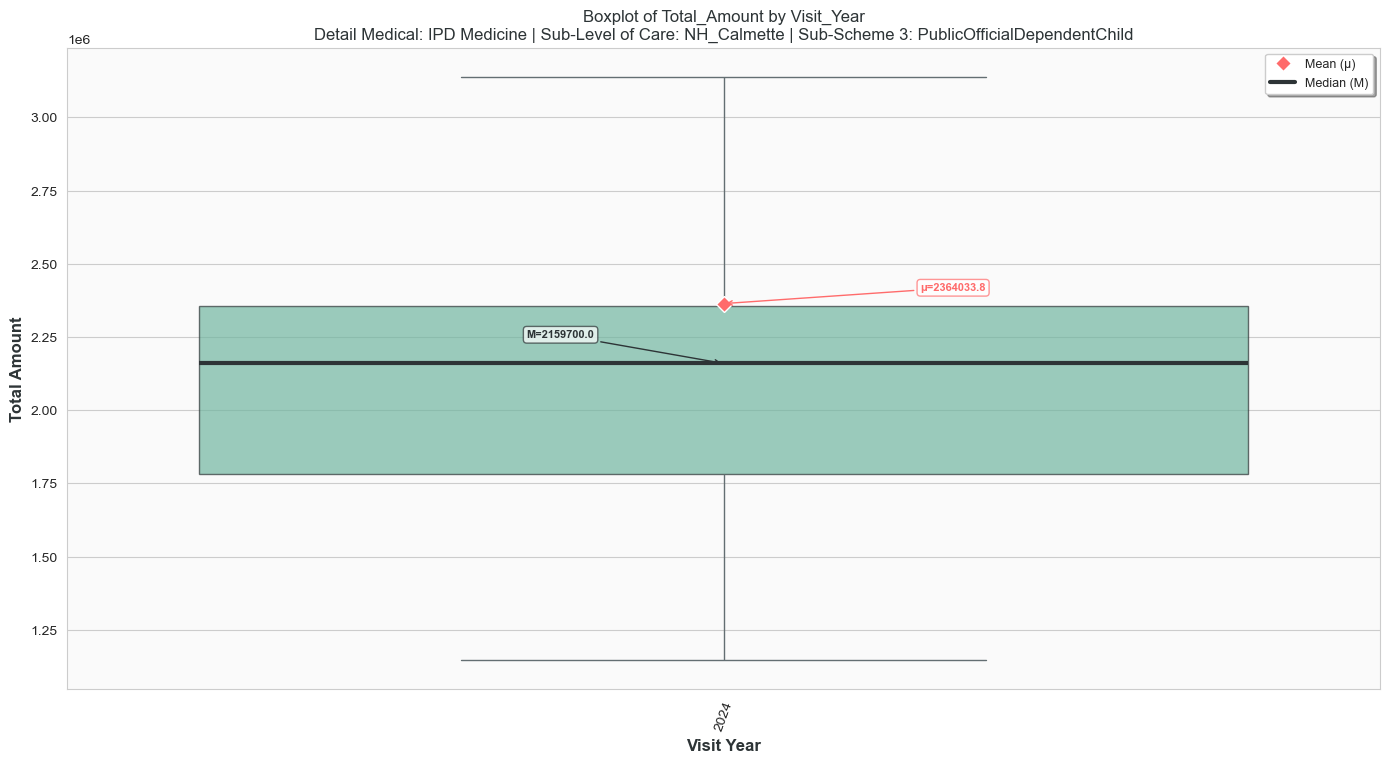 Boxplot of Total_Amount by Visit_Year
Detail Medical: IPD Medicine | Sub-Level of Care: NH_Calmette | Sub-Scheme 3: PublicOfficialDependentChild
1e6
Mean (μ)
Median (M)
3.00
2.75
2.50
2.25
2.00
1.75
1.50
1.25
μ=2364033.8
M=2159700.0
Total Amount
2024
Visit Year